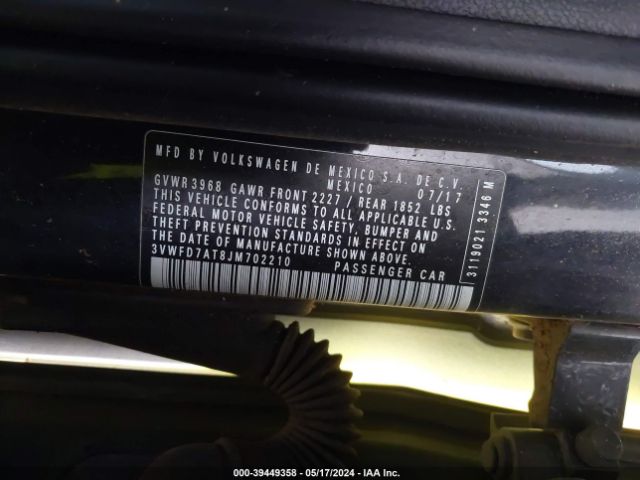 MFD BY VOLKSWAGEN DE MEXICO S.A. DE C.V.
MEXICO 07/17
GVWR 3968 GAWR FRONT 2227 / REAR 1852 LBS
THIS VEHICLE CONFORMS TO ALL APPLICABLE U.S.
FEDERAL MOTOR VEHICLE SAFETY, BUMPER AND
THEFT PREVENTION STANDARDS IN EFFECT ON
THE DATE OF MANUFACTURE SHOWN ABOVE.
3VWFD7AT8JM702210 PASSENGER CAR
3119021 3346 M
000-39449358 - 05/17/2024 - IAA Inc.